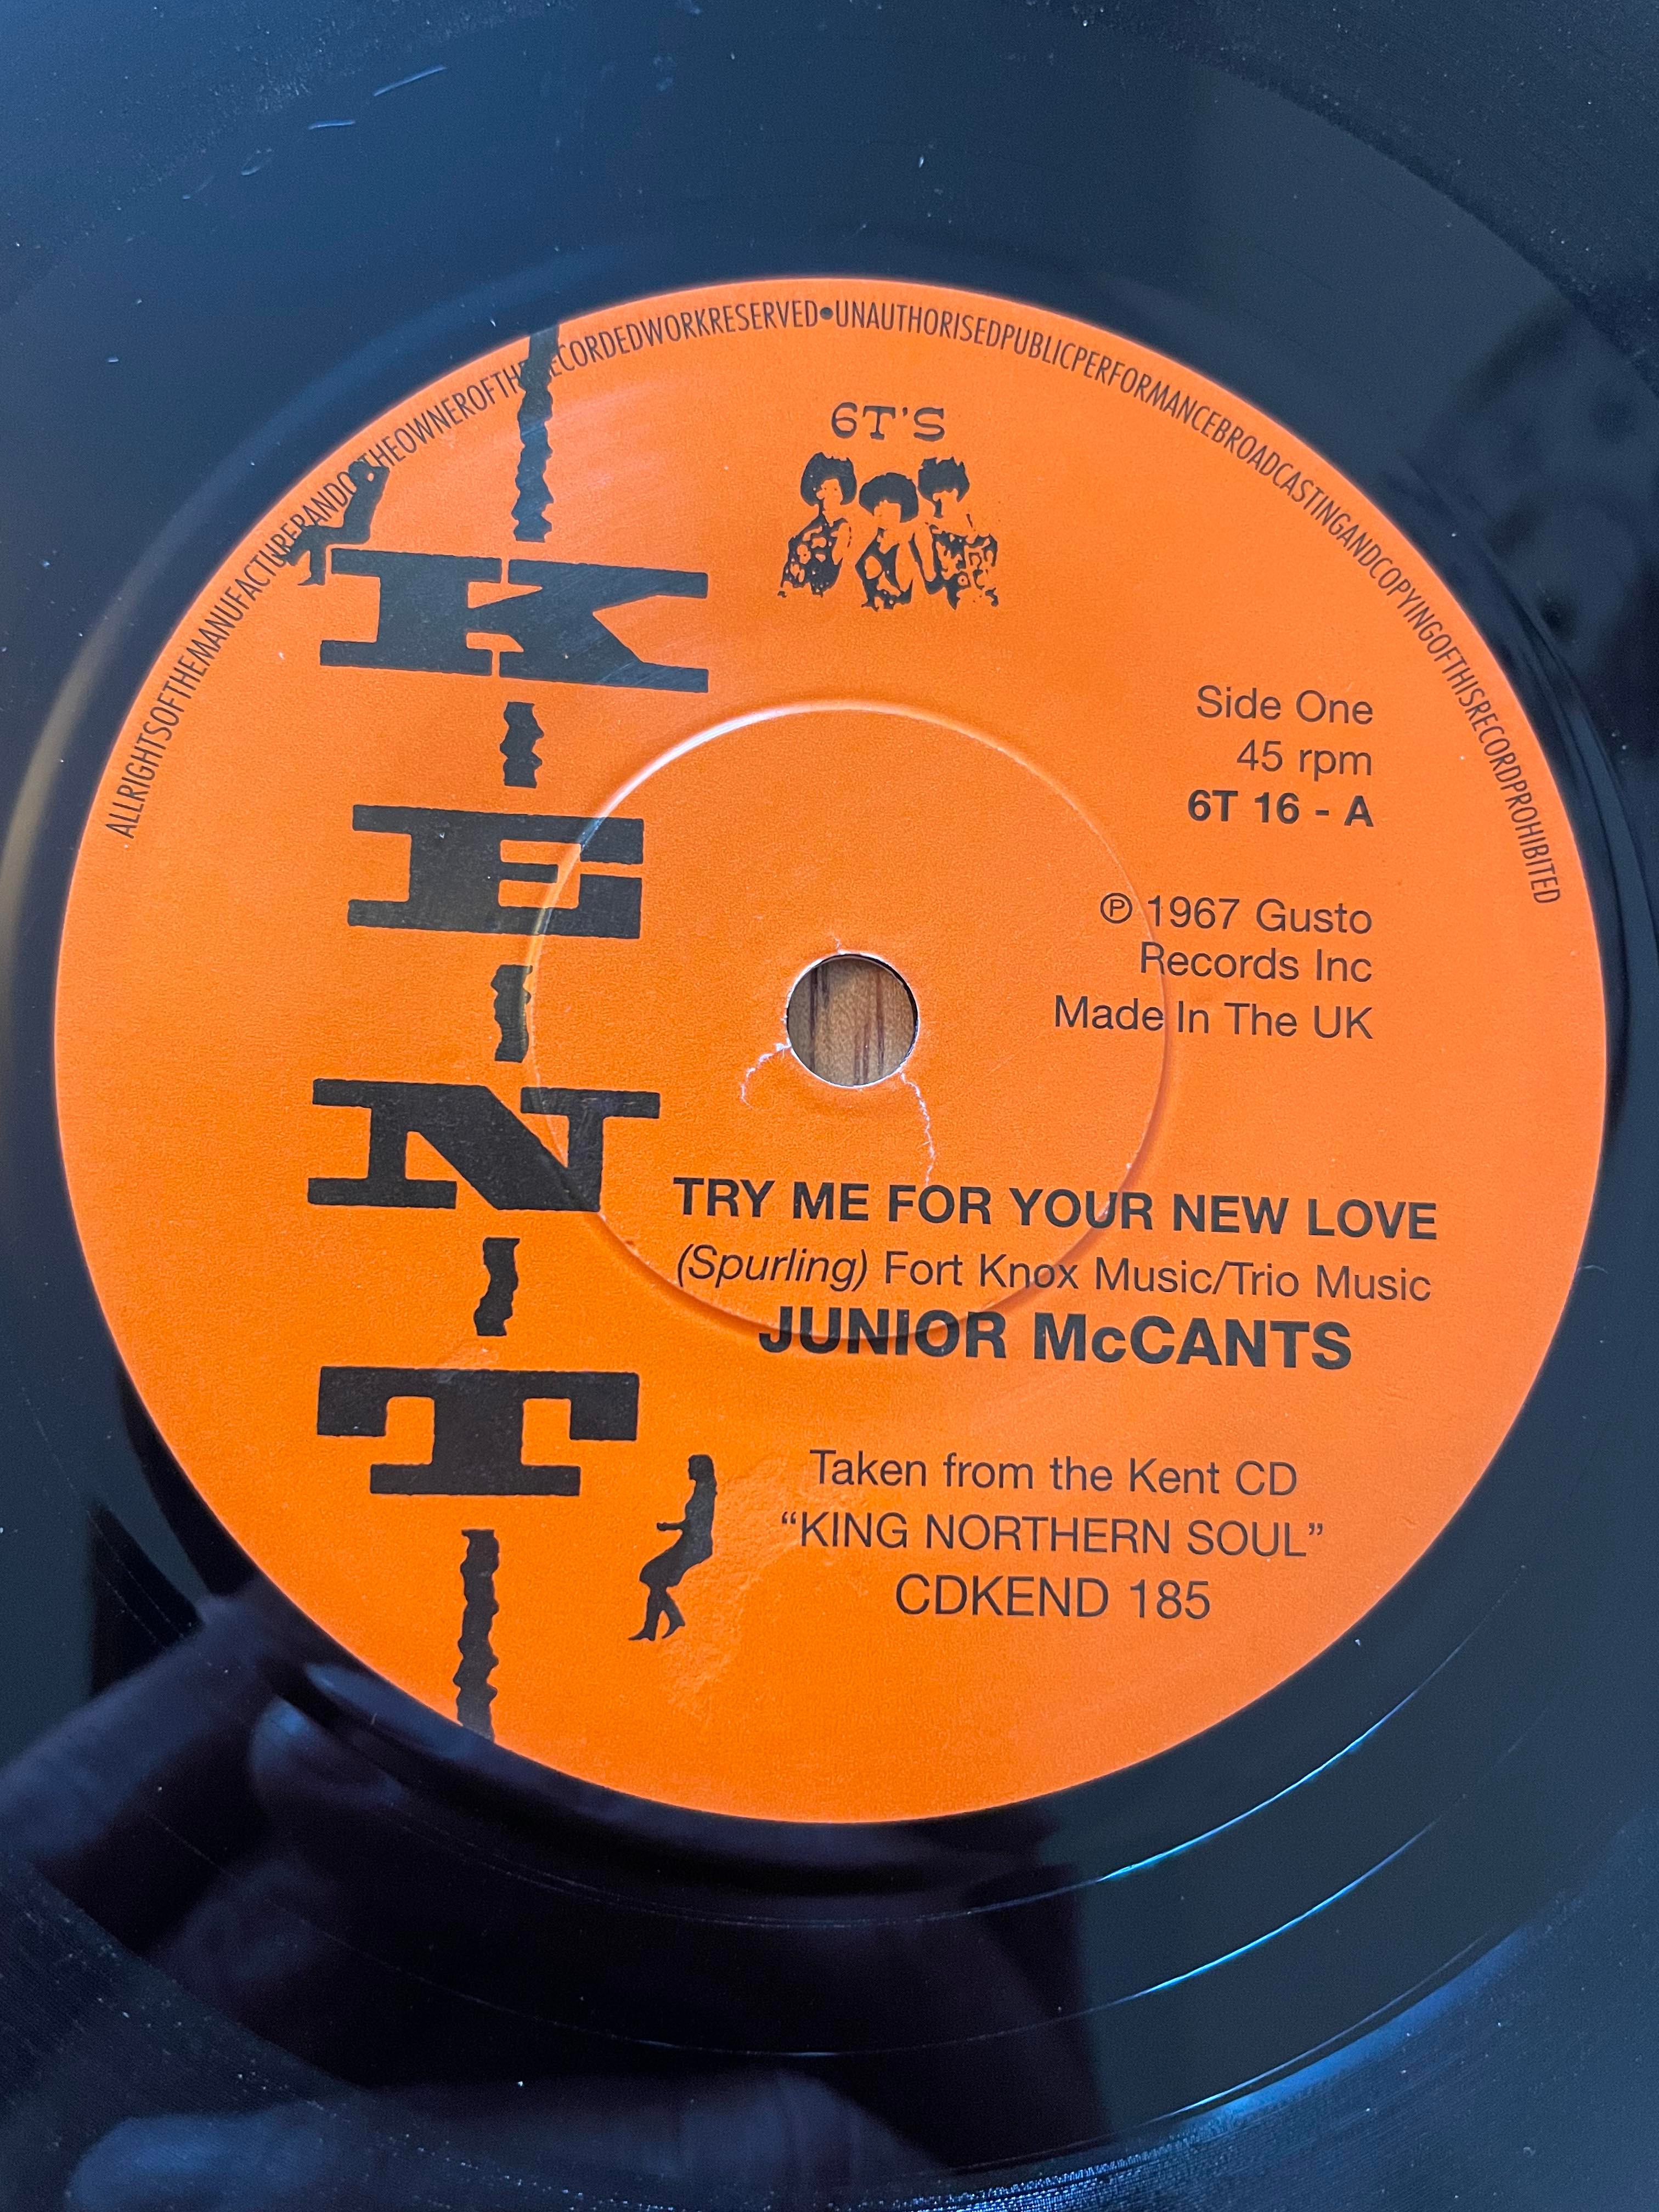 ALLRIGHTSOFTHEMANUFACTURERANDOFTHEOWNEROFTHERECORDEDWORKRESERVED•UNAUTHORISEDPUBLICPERFORMANCEBROADCASTINGANDCOPYINGOFTHISRECORDPROHIBITED
6T'S
KENT
Side One
45 rpm
6T 16 - A
℗ 1967 Gusto
Records Inc
Made In The UK
TRY ME FOR YOUR NEW LOVE
(Spurling) Fort Knox Music/Trio Music
JUNIOR McCANTS
Taken from the Kent CD
“KING NORTHERN SOUL”
CDKEND 185